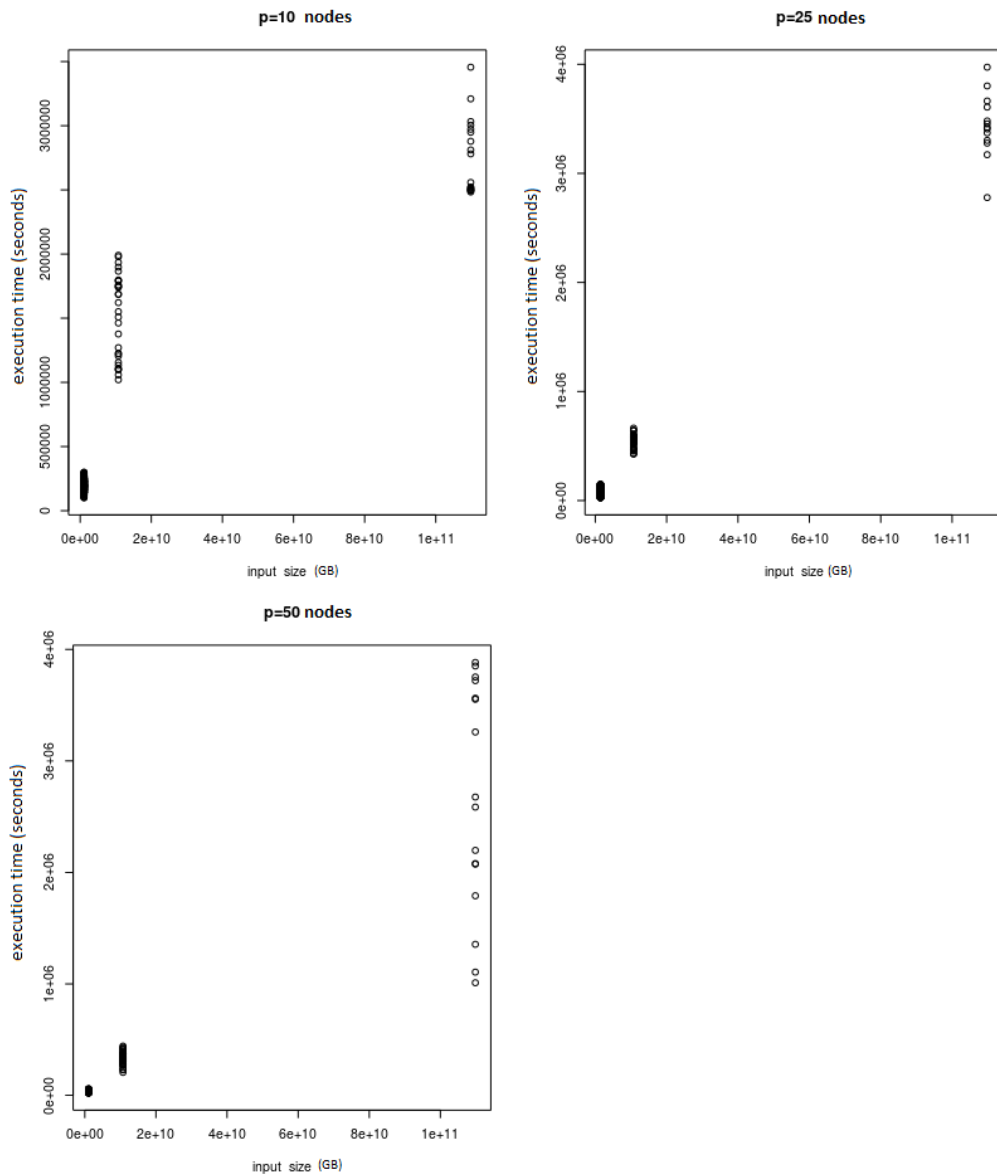 p=10 nodes
execution time (seconds)
3000000
2000000
1000000
500000
0
0e+00 2e+10 4e+10 6e+10 8e+10 1e+11
input size (GB)
p=25 nodes
execution time (seconds)
4e+06
3e+06
2e+06
1e+06
0e+00
0e+00 2e+10 4e+10 6e+10 8e+10 1e+11
input size (GB)
p=50 nodes
execution time (seconds)
4e+06
3e+06
2e+06
1e+06
0e+00
0e+00 2e+10 4e+10 6e+10 8e+10 1e+11
input size (GB)